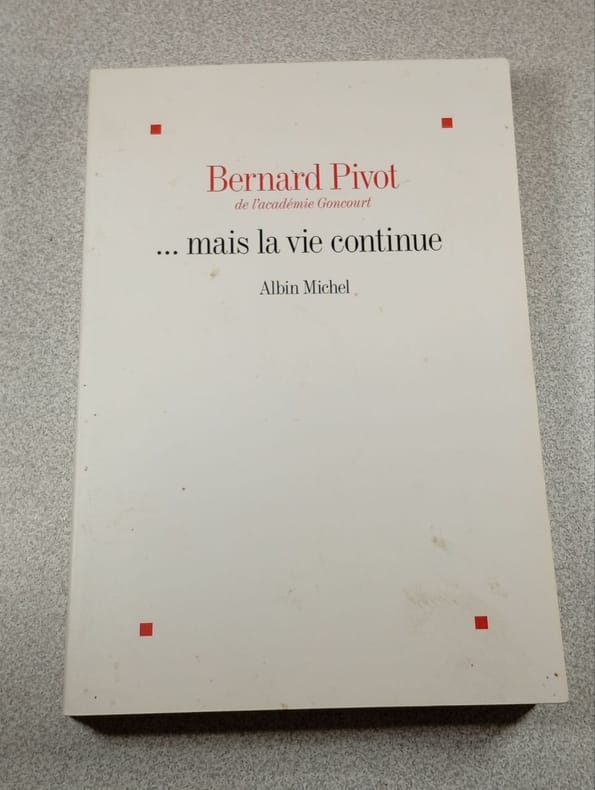 Bernard Pivot
de l'académie Goncourt
... mais la vie continue
Albin Michel